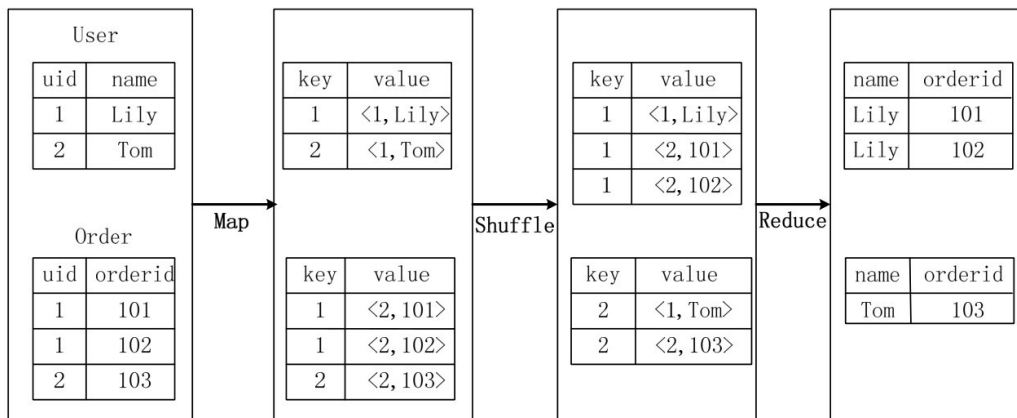 User
uid name
1 Lily
2 Tom
Order
uid orderid
1 101
1 102
2 103
Map
key value
1 <1,Lily>
2 <1,Tom>
key value
1 <2,101>
1 <2,102>
2 <2,103>
Shuffle
key value
1 <1,Lily>
1 <2,101>
1 <2,102>
key value
2 <1,Tom>
2 <2,103>
Reduce
name orderid
Lily 101
Lily 102
name orderid
Tom 103